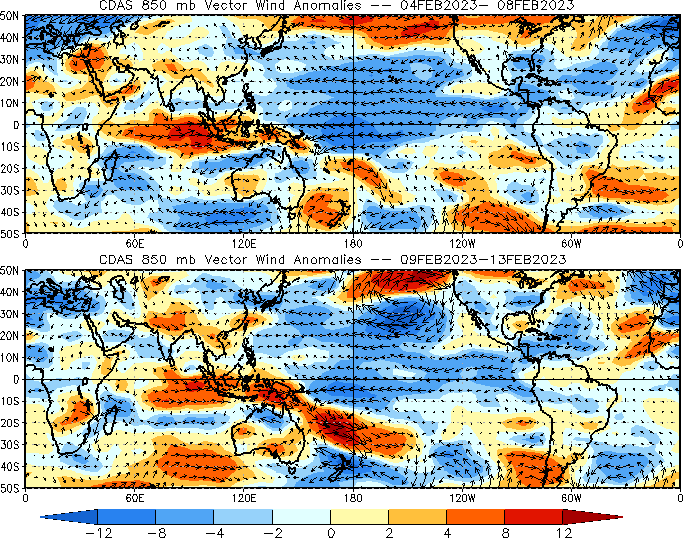 CDAS 850 mb Vector Wind Anomalies -- 04FEB2023- 08FEB2023
50N
40N
30N
20N
10N
0
10S
20S
30S
40S
50S
0 60E 120E 180 120W 60W 0
CDAS 850 mb Vector Wind Anomalies -- 09FEB2023-13FEB2023
50N
40N
30N
20N
10N
0
10S
20S
30S
40S
50S
0 60E 120E 180 120W 60W 0
-12 -8 -4 -2 0 2 4 8 12